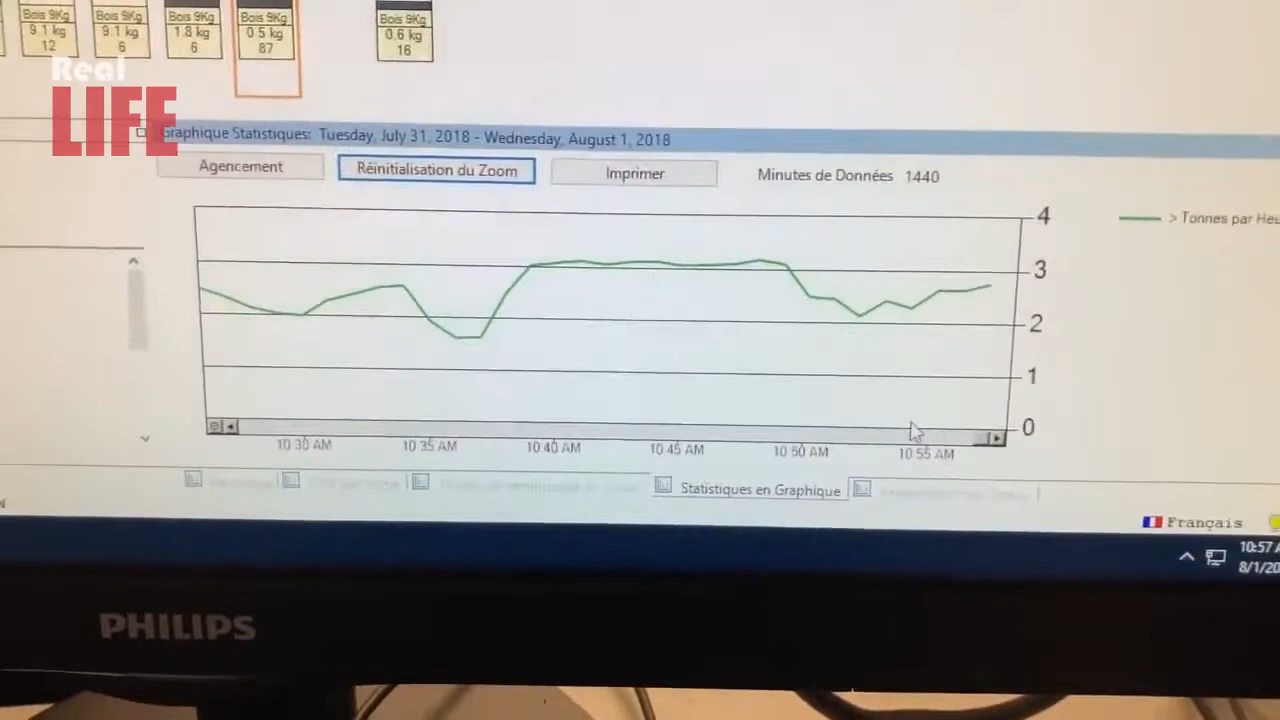 Bois 9Kg
9.1 kg
12
Bois 9Kg
9.1 kg
6
Bois 9Kg
1.8 kg
6
Bois 9Kg
0.5 kg
87
Bois 9Kg
0.6 kg
16
Real
LIFE
Graphique Statistiques: Tuesday, July 31, 2018 - Wednesday, August 1, 2018
Agencement
Réinitialisation du Zoom
Imprimer
Minutes de Données 1440
4
3
2
1
0
> Tonnes par Heu
10:30 AM
10:35 AM
10:40 AM
10:45 AM
10:50 AM
10:55 AM
Statistiques en Graphique
Français
10:57
8/1/20
PHILIPS